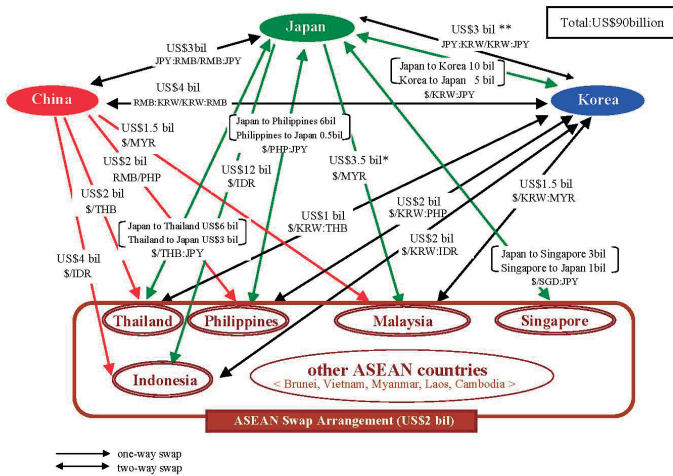 Total:US$90billion
Japan
US$3 bil **
JPY:KRW/KRW:JPY
US$3bil
JPY:RMB/RMB:JPY
Japan to Korea 10 bil
Korea to Japan 5 bil
$/KRW:JPY
China
US$4 bil
RMB:KRW/KRW:RMB
Korea
US$1.5 bil
$/MYR
Japan to Philippines 6bil
Philippines to Japan 0.5bil
$/PHP:JPY
US$2 bil
RMB/PHP
US$12 bil
$/IDR
US$3.5 bil*
$/MYR
US$1.5 bil
$/KRW:MYR
US$2 bil
$/THB
US$1 bil
$/KRW:THB
US$2 bil
$/KRW:PHP
Japan to Thailand US$6 bil
Thailand to Japan US$3 bil
$/THB:JPY
US$2 bil
$/KRW:IDR
US$4 bil
$/IDR
Japan to Singapore 3bil
Singapore to Japan 1bil
$/SGD:JPY
Thailand
Philippines
Malaysia
Singapore
Indonesia
other ASEAN countries
< Brunei, Vietnam, Myanmar, Laos, Cambodia >
ASEAN Swap Arrangement (US$2 bil)
one-way swap
two-way swap